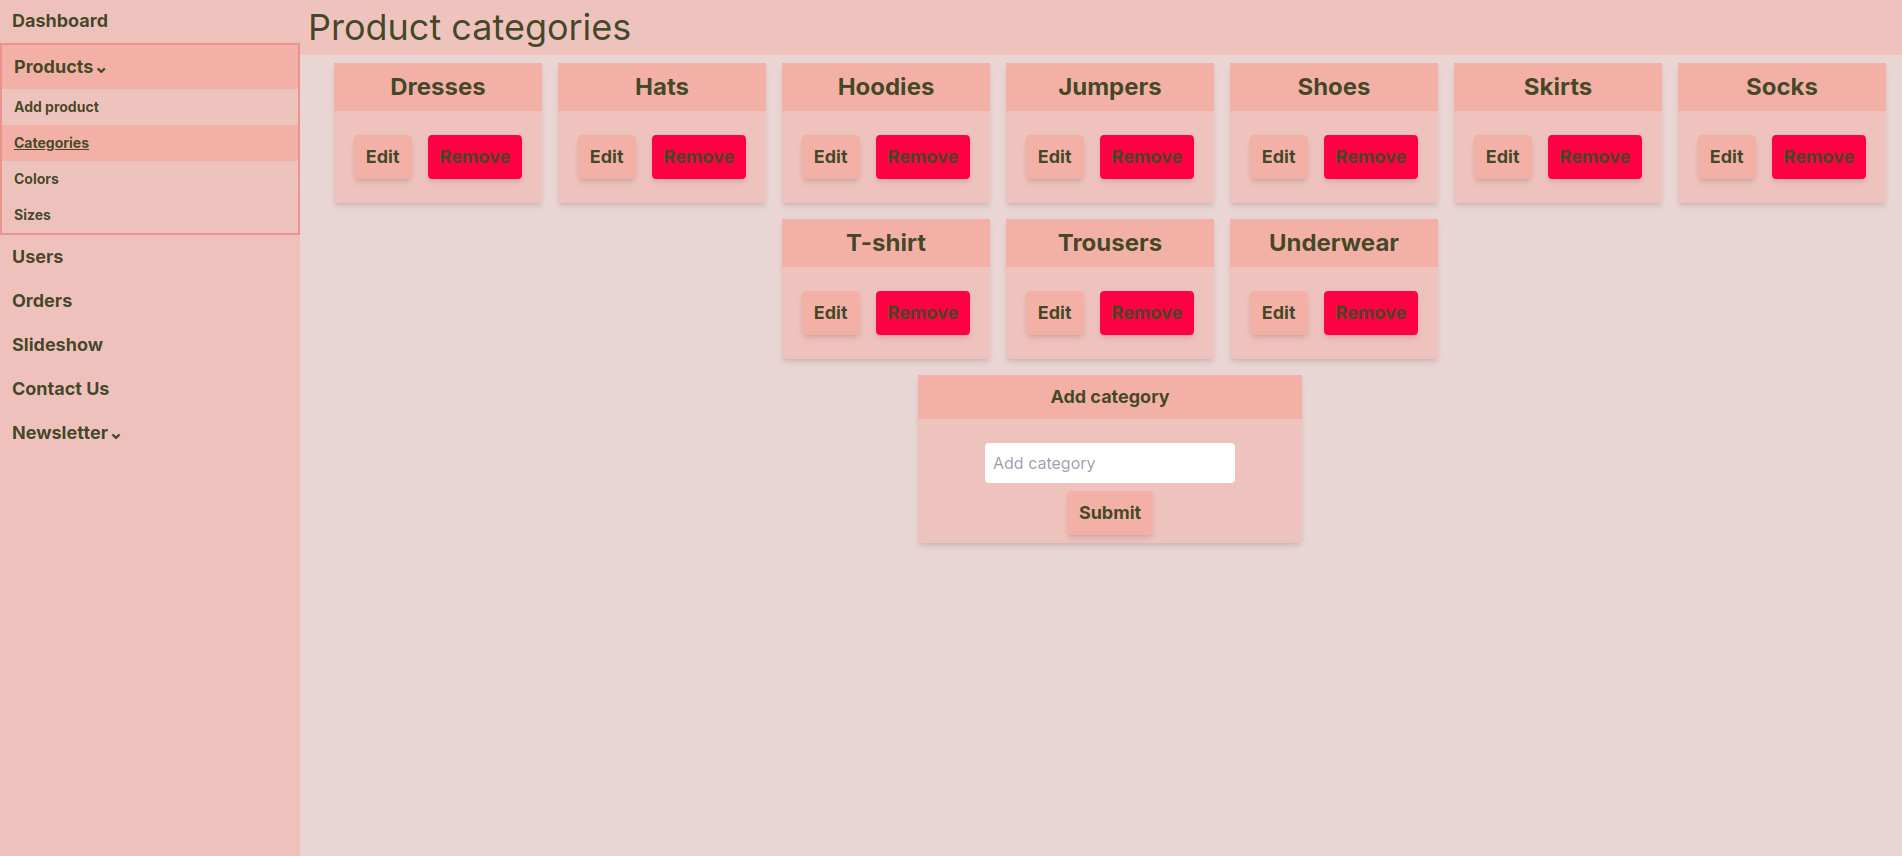 Dashboard
Products
Add product
Categories
Colors
Sizes
Users
Orders
Slideshow
Contact Us
Newsletter
Product categories
Dresses
Edit Remove
Hats
Edit Remove
Hoodies
Edit Remove
Jumpers
Edit Remove
Shoes
Edit Remove
Skirts
Edit Remove
Socks
Edit Remove
T-shirt
Edit Remove
Trousers
Edit Remove
Underwear
Edit Remove
Add category
Add category
Submit